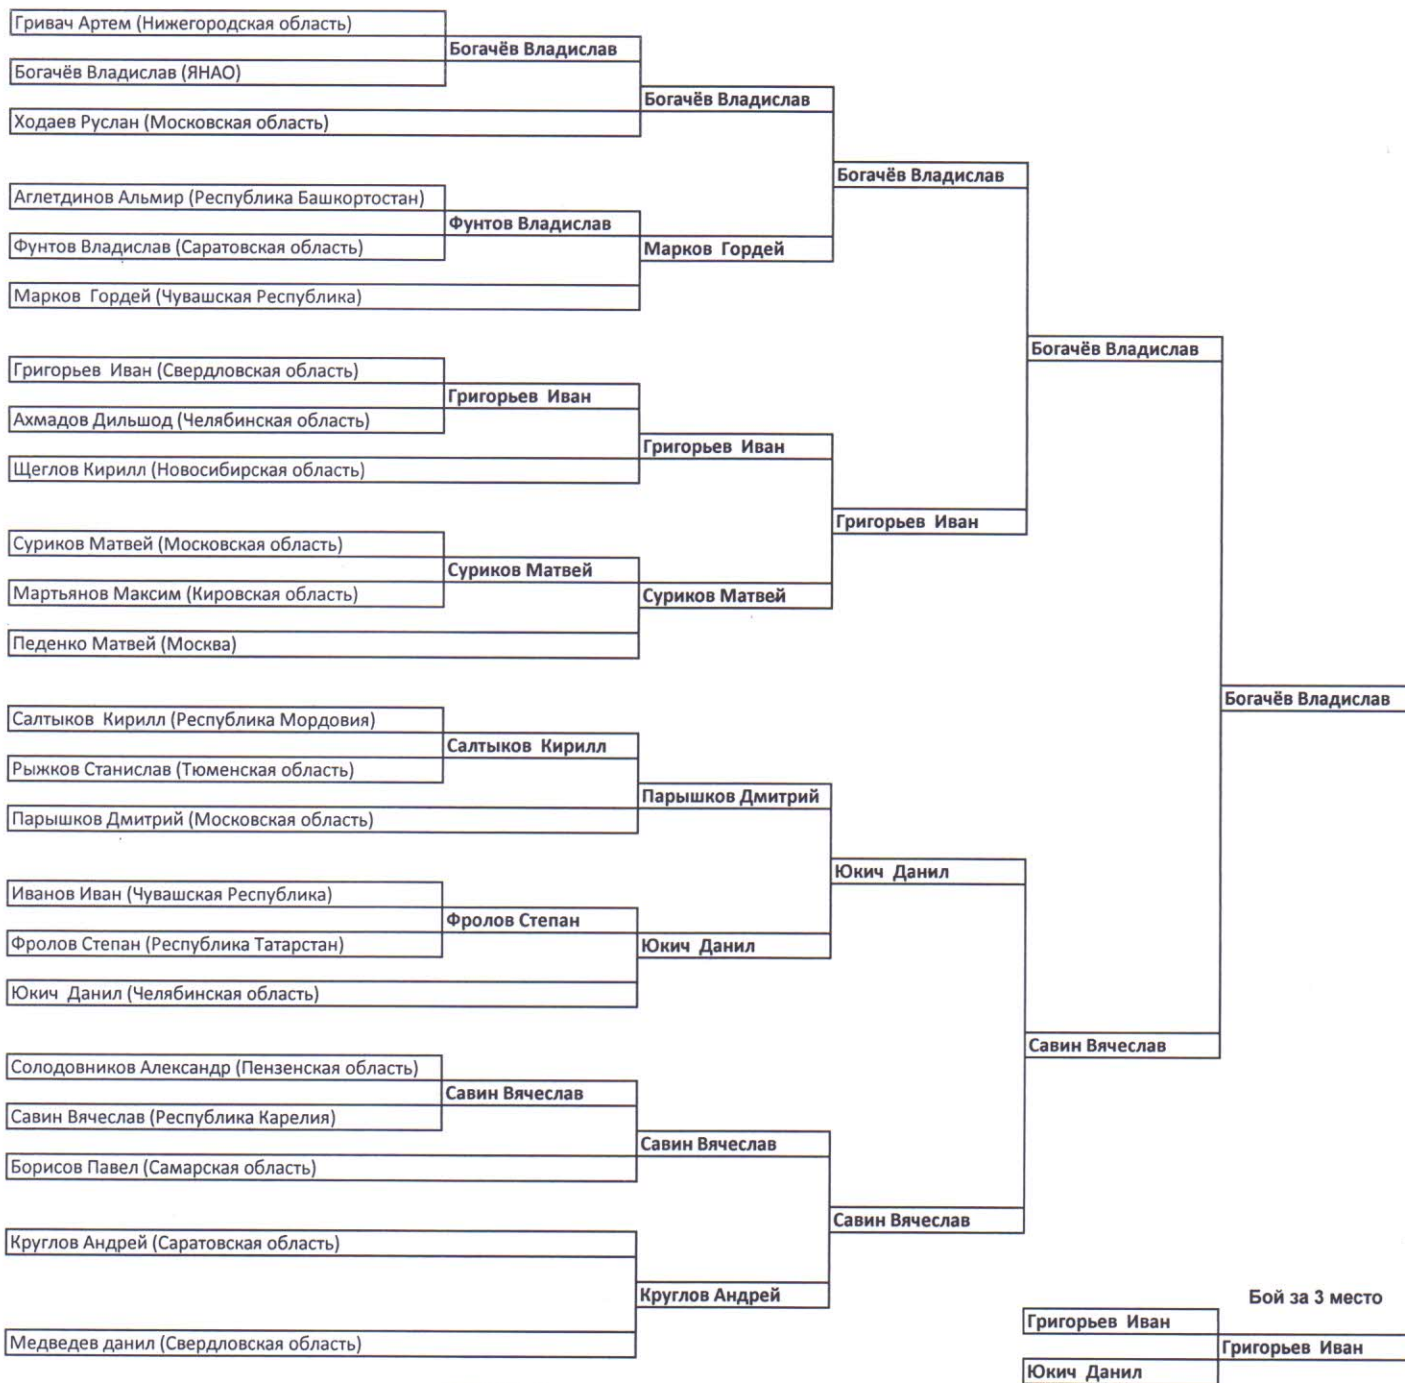 Гривач Артем (Нижегородская область)
Богачёв Владислав
Богачёв Владислав (ЯНАО)
Богачёв Владислав
Ходаев Руслан (Московская область)
Богачёв Владислав
Аглетдинов Альмир (Республика Башкортостан)
Фунтов Владислав
Фунтов Владислав (Саратовская область)
Марков Гордей
Марков Гордей (Чувашская Республика)
Богачёв Владислав
Григорьев Иван (Свердловская область)
Григорьев Иван
Ахмадов Дильшод (Челябинская область)
Григорьев Иван
Щеглов Кирилл (Новосибирская область)
Григорьев Иван
Суриков Матвей (Московская область)
Суриков Матвей
Мартьянов Максим (Кировская область)
Суриков Матвей
Педенко Матвей (Москва)
Богачёв Владислав
Салтыков Кирилл (Республика Мордовия)
Салтыков Кирилл
Рыжков Станислав (Тюменская область)
Парышков Дмитрий
Парышков Дмитрий (Московская область)
Юкич Данил
Иванов Иван (Чувашская Республика)
Фролов Степан
Фролов Степан (Республика Татарстан)
Юкич Данил
Юкич Данил (Челябинская область)
Савин Вячеслав
Солодовников Александр (Пензенская область)
Савин Вячеслав
Савин Вячеслав (Республика Карелия)
Савин Вячеслав
Борисов Павел (Самарская область)
Савин Вячеслав
Круглов Андрей (Саратовская область)
Круглов Андрей
Медведев данил (Свердловская область)
Бой за 3 место
Григорьев Иван
Григорьев Иван
Юкич Данил